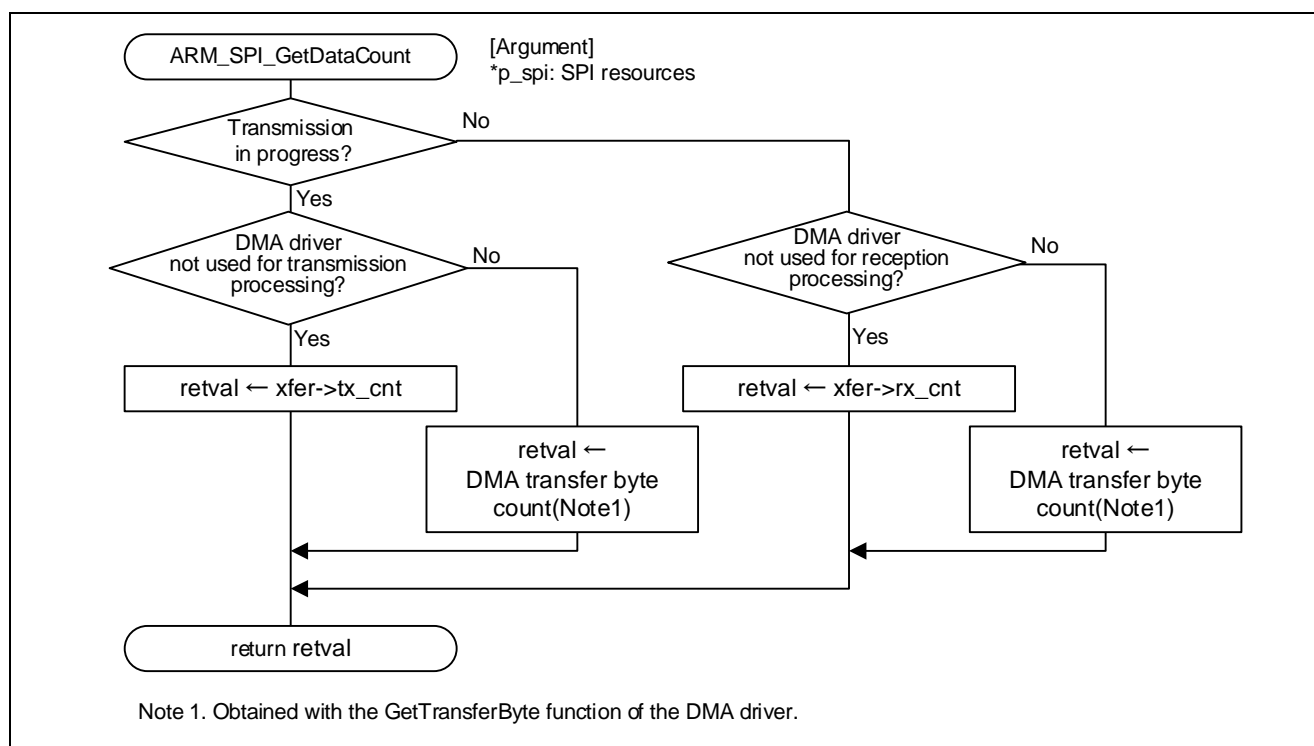 ARM_SPI_GetDataCount
[Argument]
*p_spi: SPI resources
Transmission
in progress?
No
Yes
DMA driver
not used for transmission
processing?
No
Yes
DMA driver
not used for reception
processing?
No
Yes
retval ← xfer->tx_cnt
retval ← xfer->rx_cnt
retval ←
DMA transfer byte
count(Note1)
retval ←
DMA transfer byte
count(Note1)
return retval
Note 1. Obtained with the GetTransferByte function of the DMA driver.